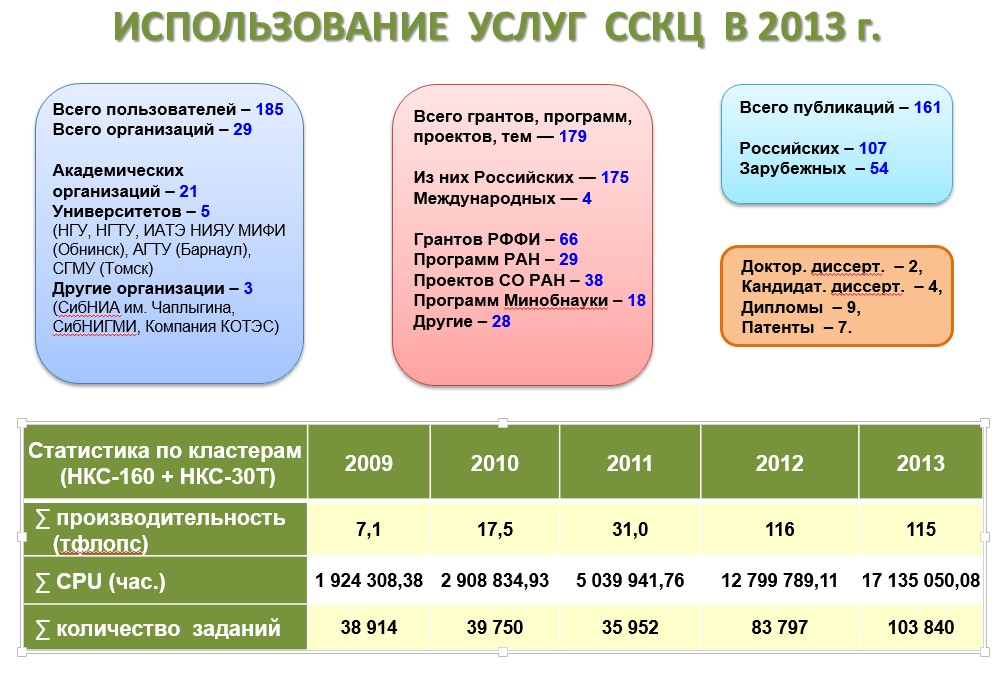 ИСПОЛЬЗОВАНИЕ УСЛУГ ССКЦ В 2013 г.
Всего пользователей – 185
Всего организаций – 29
Академических
организаций – 21
Университетов – 5
(НГУ, НГТУ, ИАТЭ НИЯУ МИФИ
(Обнинск), АГТУ (Барнаул),
СГМУ (Томск)
Другие организации – 3
(СибНИА им. Чаплыгина,
СибНИГМИ, Компания КОТЭС)
Всего грантов, программ,
проектов, тем — 179
Из них Российских — 175
Международных — 4
Грантов РФФИ – 66
Программ РАН – 29
Проектов СО РАН – 38
Программ Минобнауки – 18
Другие – 28
Всего публикаций – 161
Российских – 107
Зарубежных – 54
Доктор. диссерт. – 2,
Кандидат. диссерт. – 4,
Дипломы – 9,
Патенты – 7.
Статистика по кластерам
(НКС-160 + НКС-30Т)
2009 2010 2011 2012 2013
∑ производительность
(тфлопс)
7,1 17,5 31,0 116 115
∑ CPU (час.) 1 924 308,38 2 908 834,93 5 039 941,76 12 799 789,11 17 135 050,08
∑ количество заданий 38 914 39 750 35 952 83 797 103 840